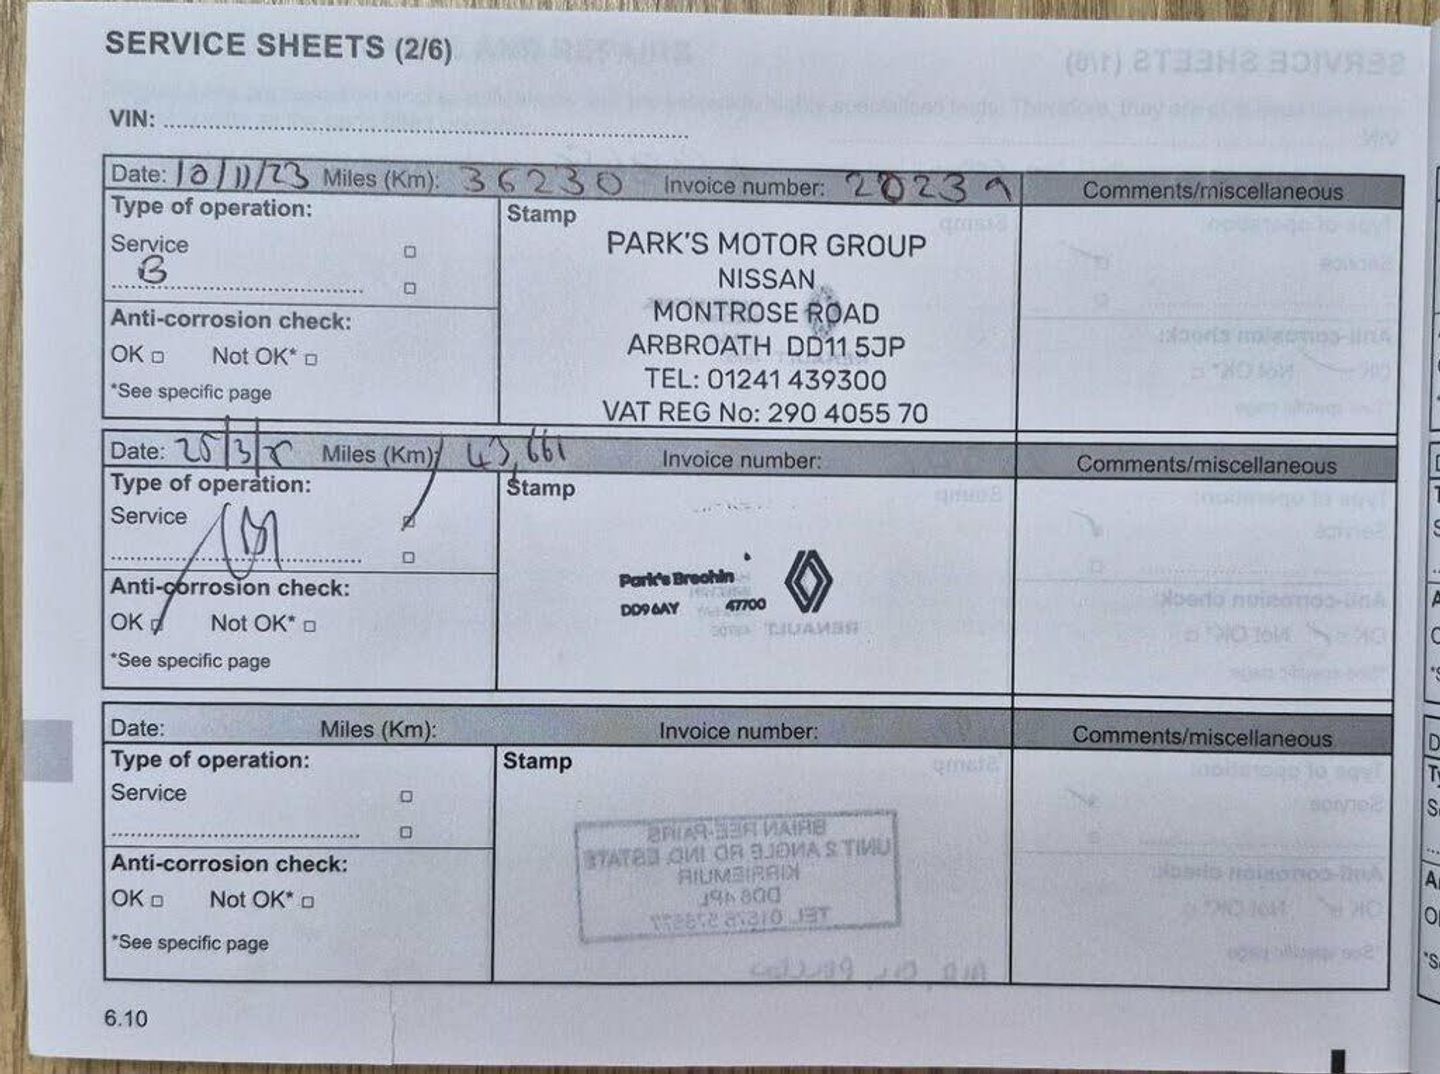 SERVICE SHEETS (2/6)
VIN:
Date: 10/11/23 Miles (Km): 36230 Invoice number: Comments/miscellaneous
Type of operation: Stamp
Service
B
Anti-corrosion check:
OK Not OK*
*See specific page
PARK'S MOTOR GROUP
NISSAN
MONTROSE ROAD
ARBROATH DD11 5JP
TEL: 01241 439300
VAT REG No: 290 4055 70
Date: Miles (Km): 43,661 Invoice number: Comments/miscellaneous
Type of operation: Stamp
Service
Anti-corrosion check:
OK Not OK*
*See specific page
Park's Brechin
DD9 6AY 47700
Date: Miles (Km): Invoice number: Comments/miscellaneous
Type of operation: Stamp
Service
Anti-corrosion check:
OK Not OK*
*See specific page
6.10